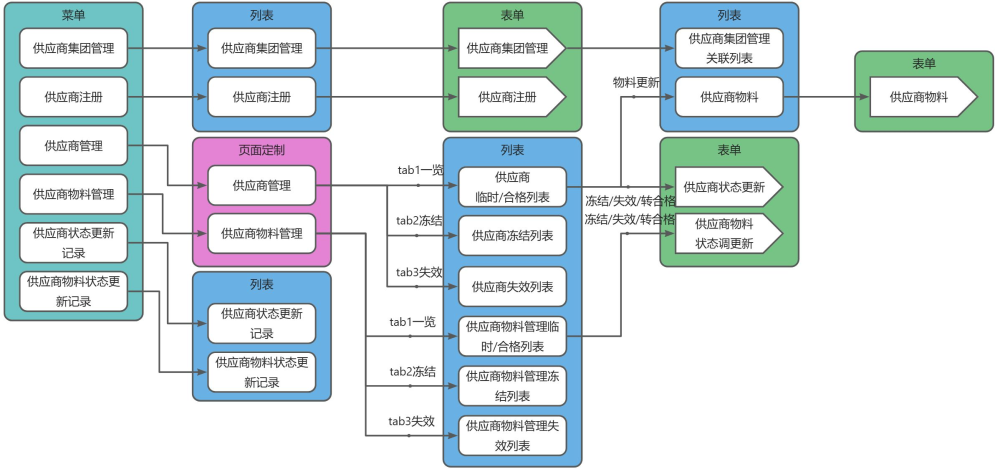 菜单
供应商集团管理
供应商注册
供应商管理
供应商物料管理
供应商状态更新
记录
供应商物料状态更
新记录
列表
供应商集团管理
供应商注册
页面定制
供应商管理
供应商物料管理
列表
供应商状态更新
记录
供应商物料状态更
新记录
表单
供应商集团管理
供应商注册
tab1一览
tab2冻结
tab3失效
tab1一览
tab2冻结
tab3失效
列表
供应商
临时/合格列表
供应商冻结列表
供应商失效列表
供应商物料管理临
时/合格列表
供应商物料管理冻
结列表
供应商物料管理失
效列表
物料更新
冻结/失效/转合格
冻结/失效/转合格
列表
供应商集团管理
关联列表
供应商物料
表单
供应商状态更新
供应商物料
状态调更新
表单
供应商物料